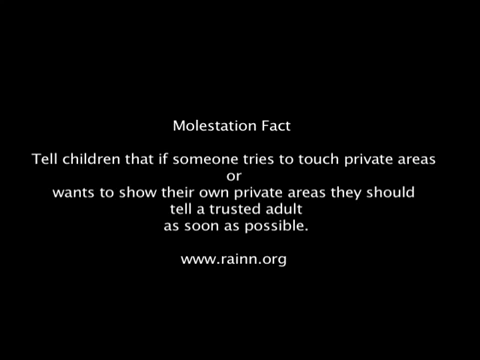 Molestation Fact
Tell children that if someone tries to touch private areas
or
wants to show their own private areas they should
tell a trusted adult
as soon as possible.
www.rainn.org